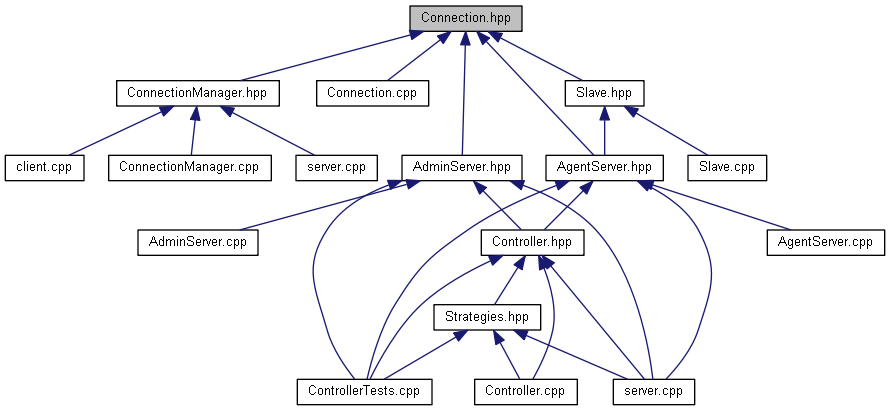 Connection.hpp
ConnectionManager.hpp
Connection.cpp
Slave.hpp
client.cpp
ConnectionManager.cpp
server.cpp
AdminServer.hpp
AgentServer.hpp
Slave.cpp
AdminServer.cpp
Controller.hpp
AgentServer.cpp
Strategies.hpp
ControllerTests.cpp
Controller.cpp
server.cpp